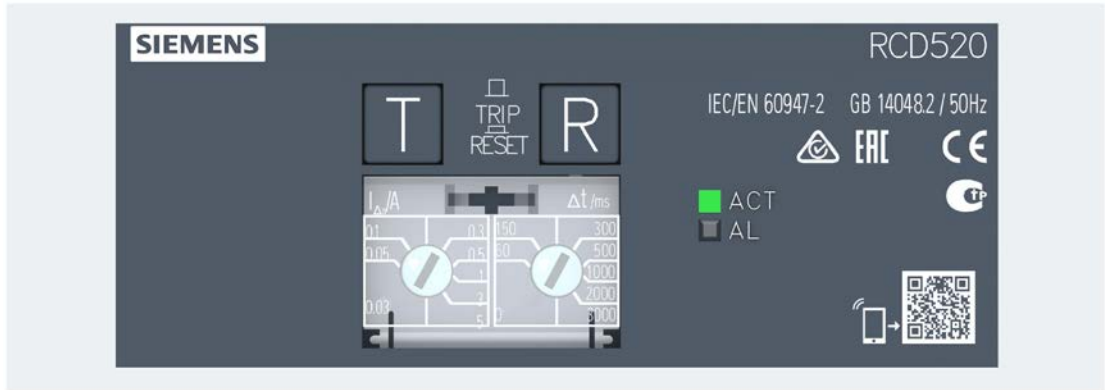 SIEMENS
RCD520
T
TRIP
RESET
R
IEC/EN 60947-2 GB 14048.2 / 50Hz
EAC
CE
IΔn/A
Δt/ms
0.1
0.3
150
300
0.05
0.5
60
500
1
1000
2
2000
0.03
5
0
3000
ACT
AL